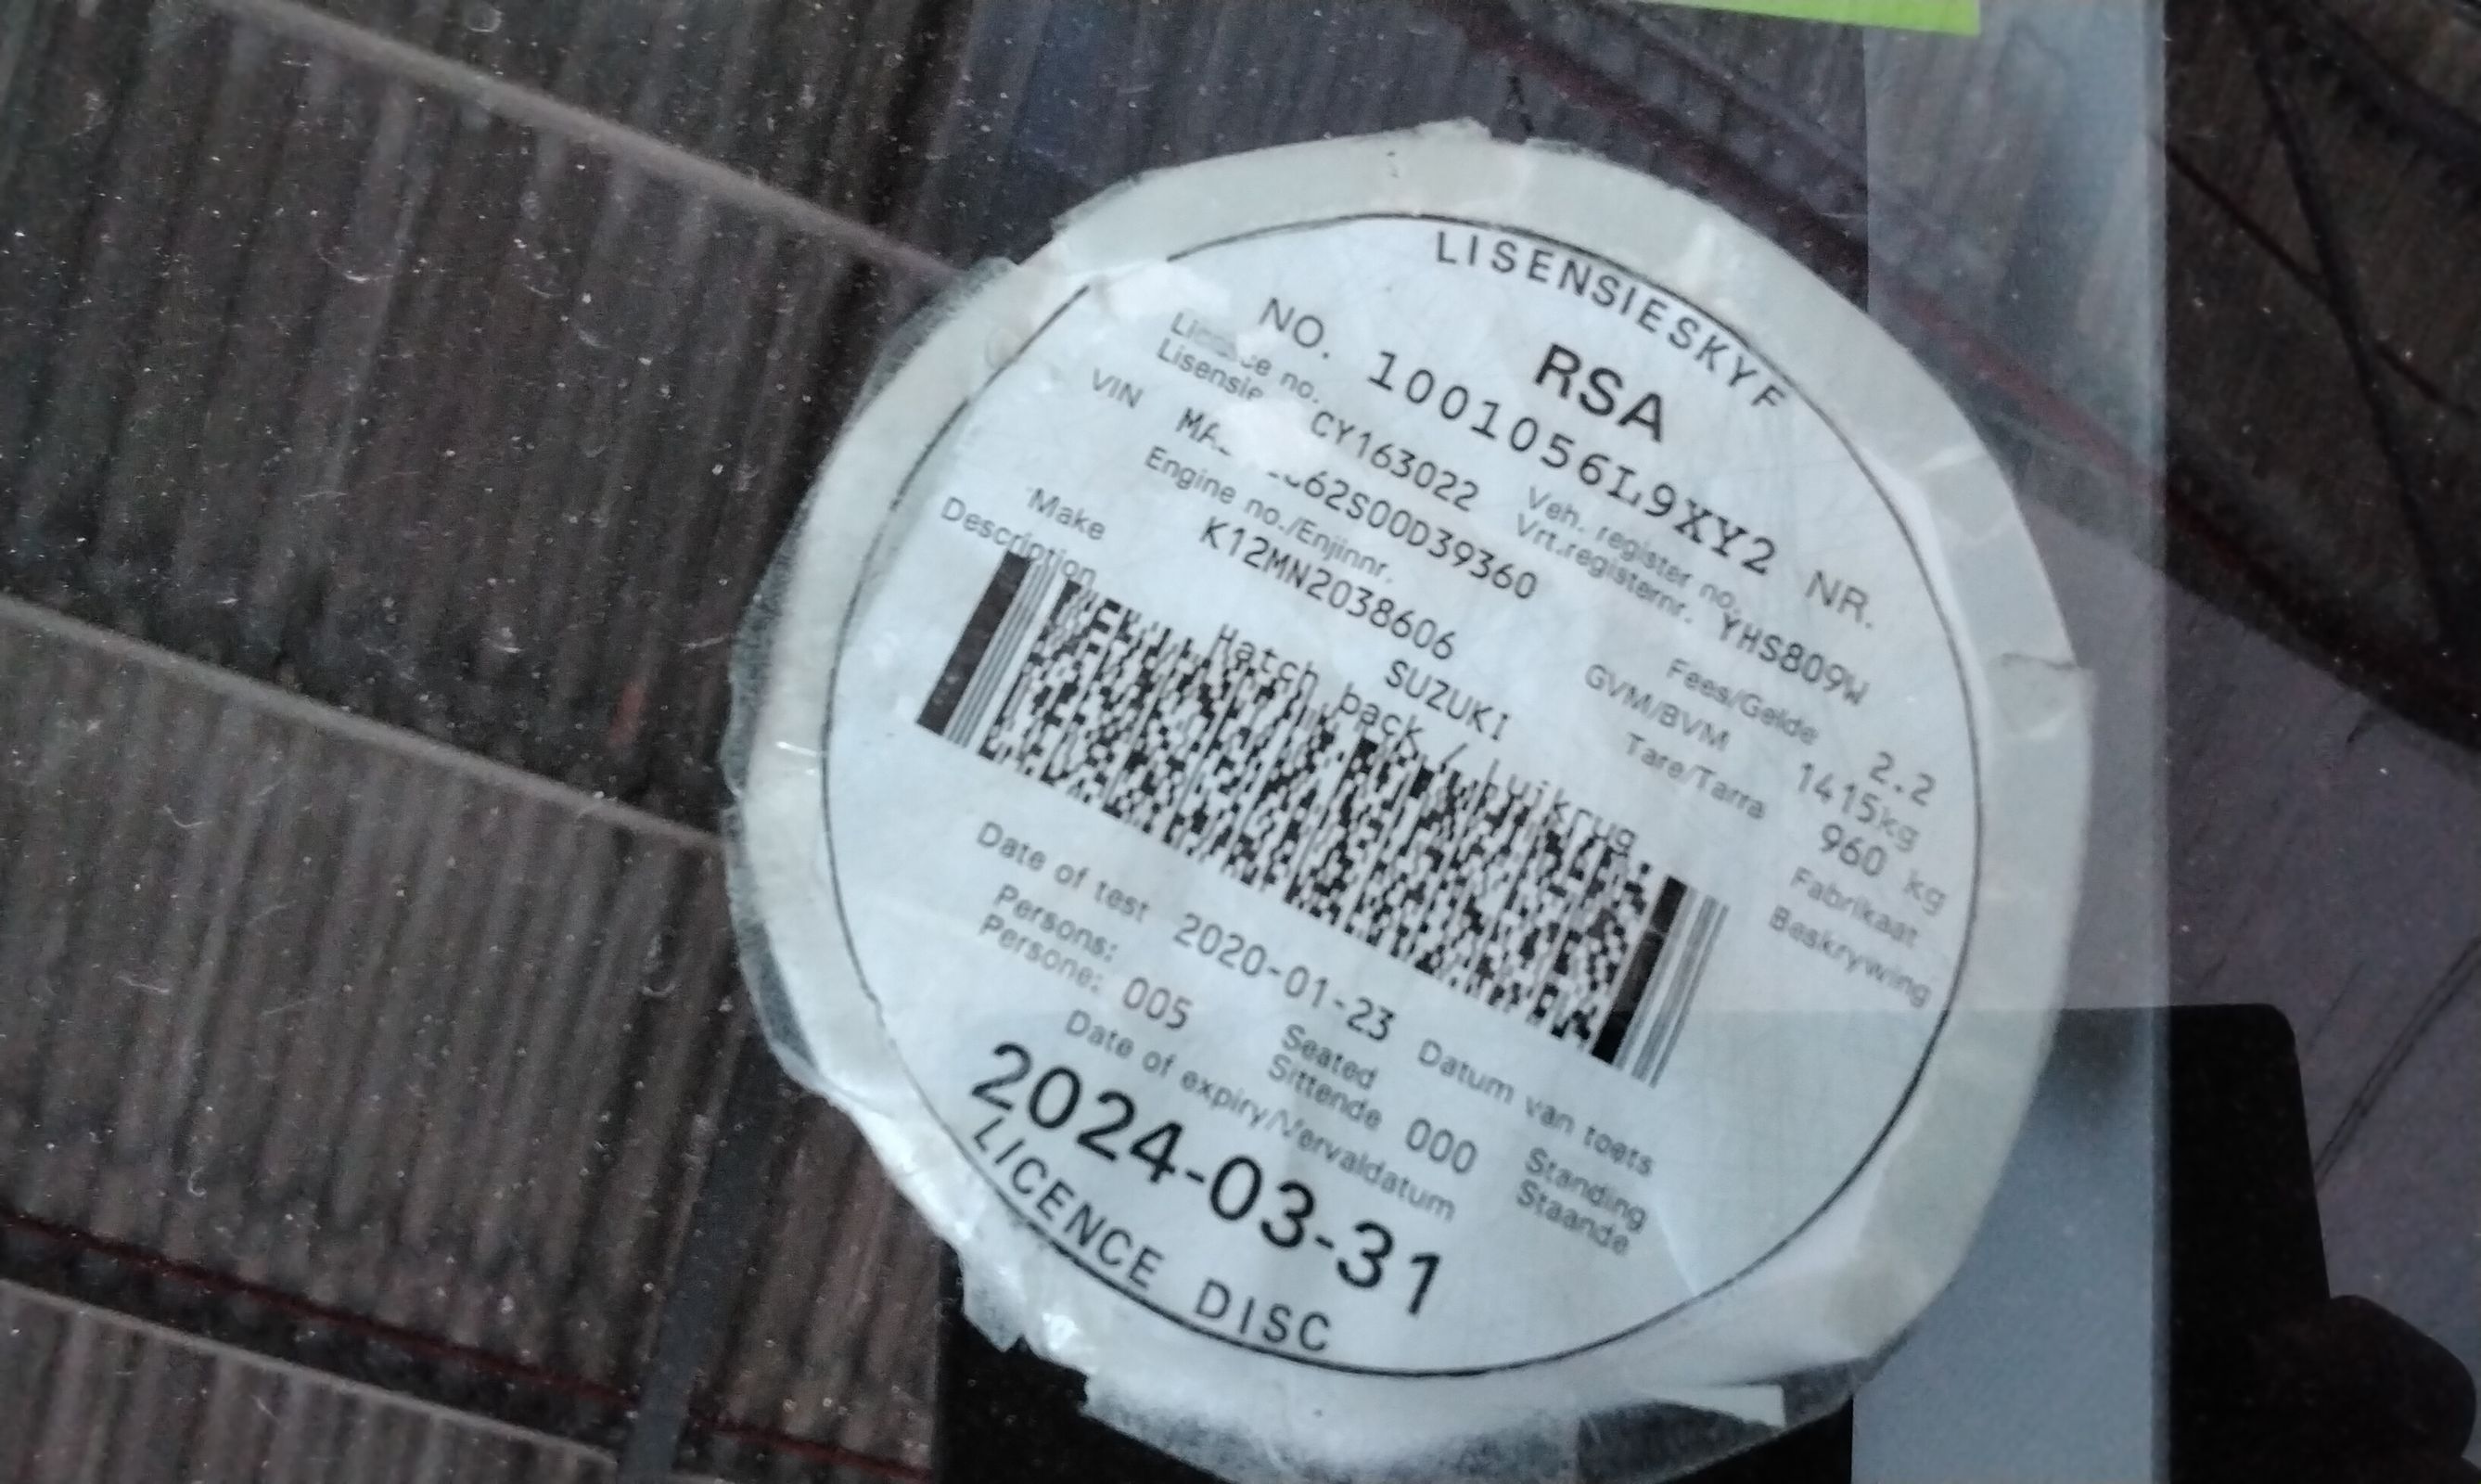 LISENSIESKYF
RSA
NO. 1001056L9XY2 NR.
Licence no. CY163022 Veh. register no. YHS809W
Lisensie Vrt.registernr.
VIN 62S00D39360 Fees/Gelde 2.2
Engine no./Enjinnr. GVM/BVM 1415kg
K12MN2038606 Tare/Tarra 960 kg
Make SUZUKI Fabrikaat
Description Hatch back / Luikrug Beskrywing
Date of test 2020-01-23 Datum van toets
Persons: Seated Standing
Persone: 005 Sittende 000 Staande
Date of expiry/Vervaldatum
2024-03-31
LICENCE DISC